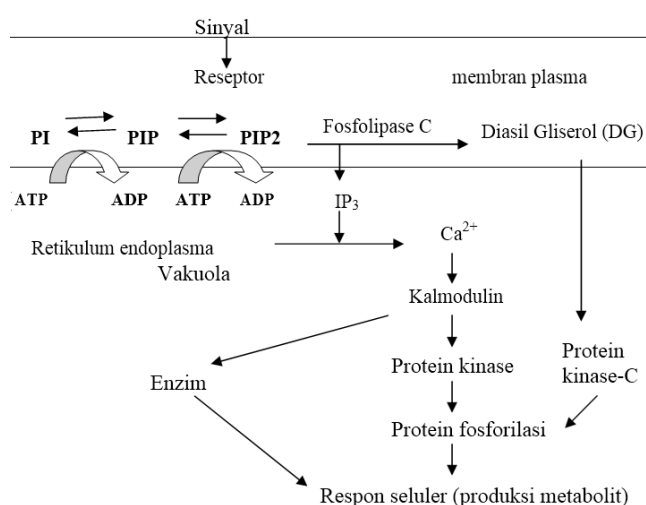 Sinyal
Reseptor
membran plasma
PI
PIP
PIP2
Fosfolipase C
Diasil Gliserol (DG)
ATP
ADP
ATP
ADP
IP₃
Retikulum endoplasma
Vakuola
Ca²⁺
Kalmodulin
Enzim
Protein kinase
Protein
kinase-C
Protein fosforilasi
Respon seluler (produksi metabolit)